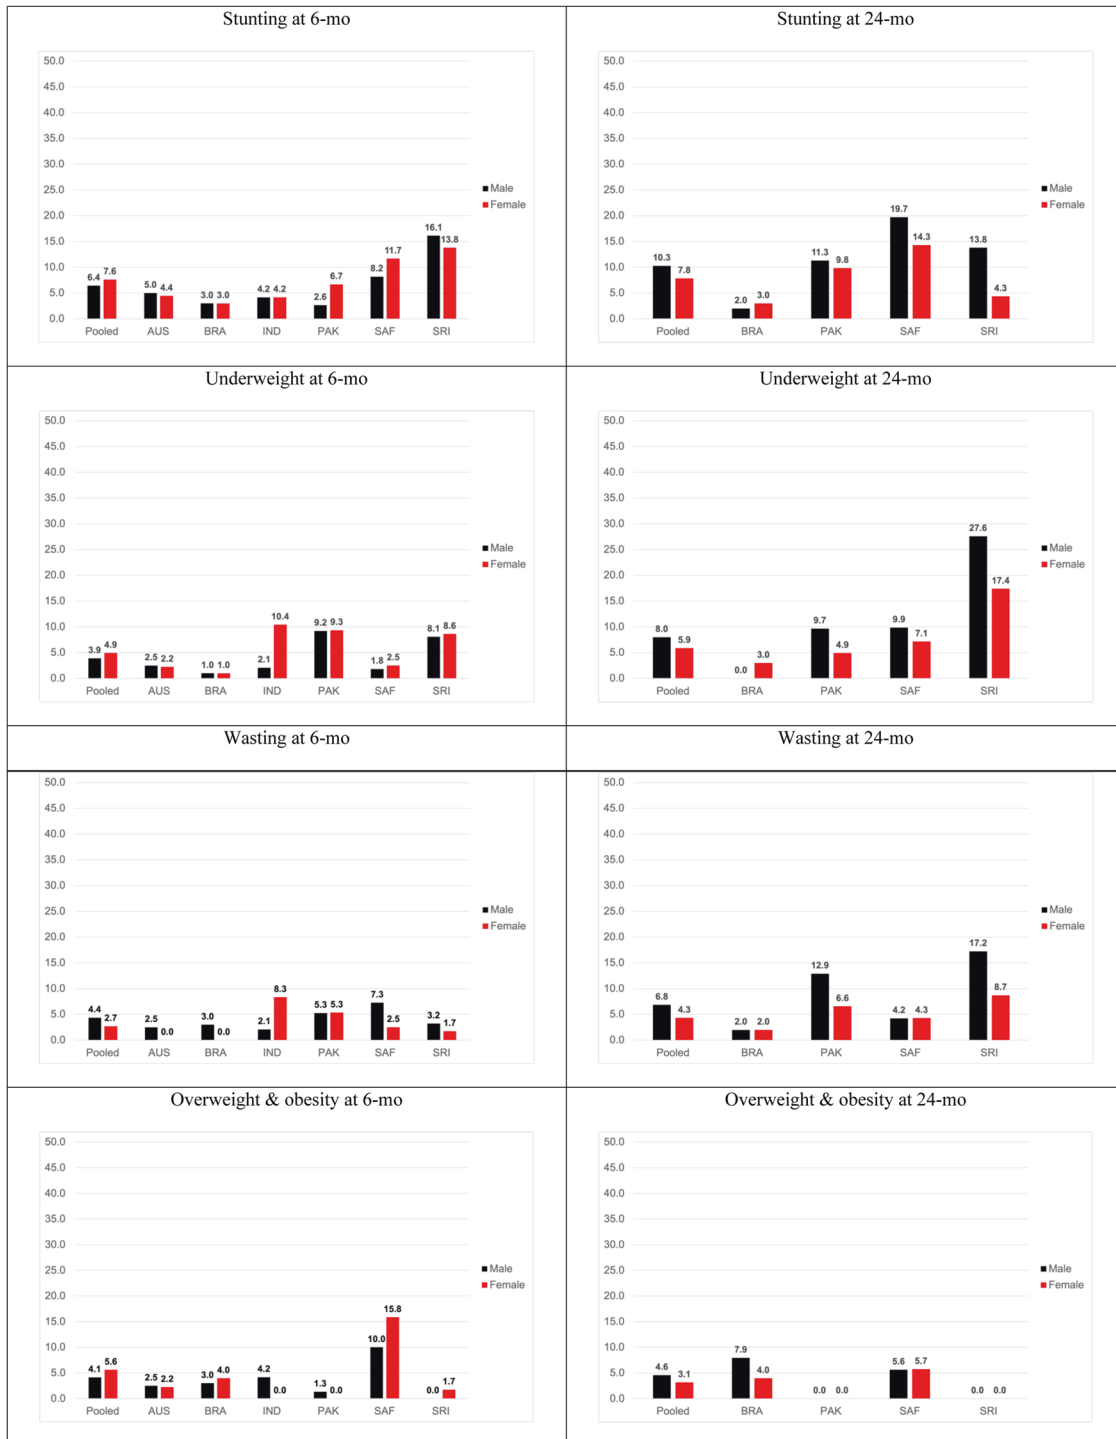 Stunting at 6-mo
50.0
45.0
40.0
35.0
30.0
25.0
20.0
15.0
10.0
5.0
0.0
6.4 7.6 5.0 4.4 3.0 3.0 4.2 4.2 2.6 6.7 8.2 11.7 16.1 13.8
Pooled AUS BRA IND PAK SAF SRI
Male
Female
Stunting at 24-mo
50.0
45.0
40.0
35.0
30.0
25.0
20.0
15.0
10.0
5.0
0.0
10.3 7.8 2.0 3.0 11.3 9.8 19.7 14.3 13.8 4.3
Pooled BRA PAK SAF SRI
Male
Female
Underweight at 6-mo
50.0
45.0
40.0
35.0
30.0
25.0
20.0
15.0
10.0
5.0
0.0
3.9 4.9 2.5 2.2 1.0 1.0 2.1 10.4 9.2 9.3 1.8 2.5 8.1 8.6
Pooled AUS BRA IND PAK SAF SRI
Male
Female
Underweight at 24-mo
50.0
45.0
40.0
35.0
30.0
25.0
20.0
15.0
10.0
5.0
0.0
8.0 5.9 0.0 3.0 9.7 4.9 9.9 7.1 27.6 17.4
Pooled BRA PAK SAF SRI
Male
Female
Wasting at 6-mo
50.0
45.0
40.0
35.0
30.0
25.0
20.0
15.0
10.0
5.0
0.0
4.4 2.7 2.5 0.0 3.0 0.0 2.1 8.3 5.3 5.3 7.3 2.5 3.2 1.7
Pooled AUS BRA IND PAK SAF SRI
Male
Female
Wasting at 24-mo
50.0
45.0
40.0
35.0
30.0
25.0
20.0
15.0
10.0
5.0
0.0
6.8 4.3 2.0 2.0 12.9 6.6 4.2 4.3 17.2 8.7
Pooled BRA PAK SAF SRI
Male
Female
Overweight & obesity at 6-mo
50.0
45.0
40.0
35.0
30.0
25.0
20.0
15.0
10.0
5.0
0.0
4.1 5.6 2.5 2.2 3.0 4.0 4.2 0.0 1.3 0.0 10.0 15.8 0.0 1.7
Pooled AUS BRA IND PAK SAF SRI
Male
Female
Overweight & obesity at 24-mo
50.0
45.0
40.0
35.0
30.0
25.0
20.0
15.0
10.0
5.0
0.0
4.6 3.1 7.9 4.0 0.0 0.0 5.6 5.7 0.0 0.0
Pooled BRA PAK SAF SRI
Male
Female